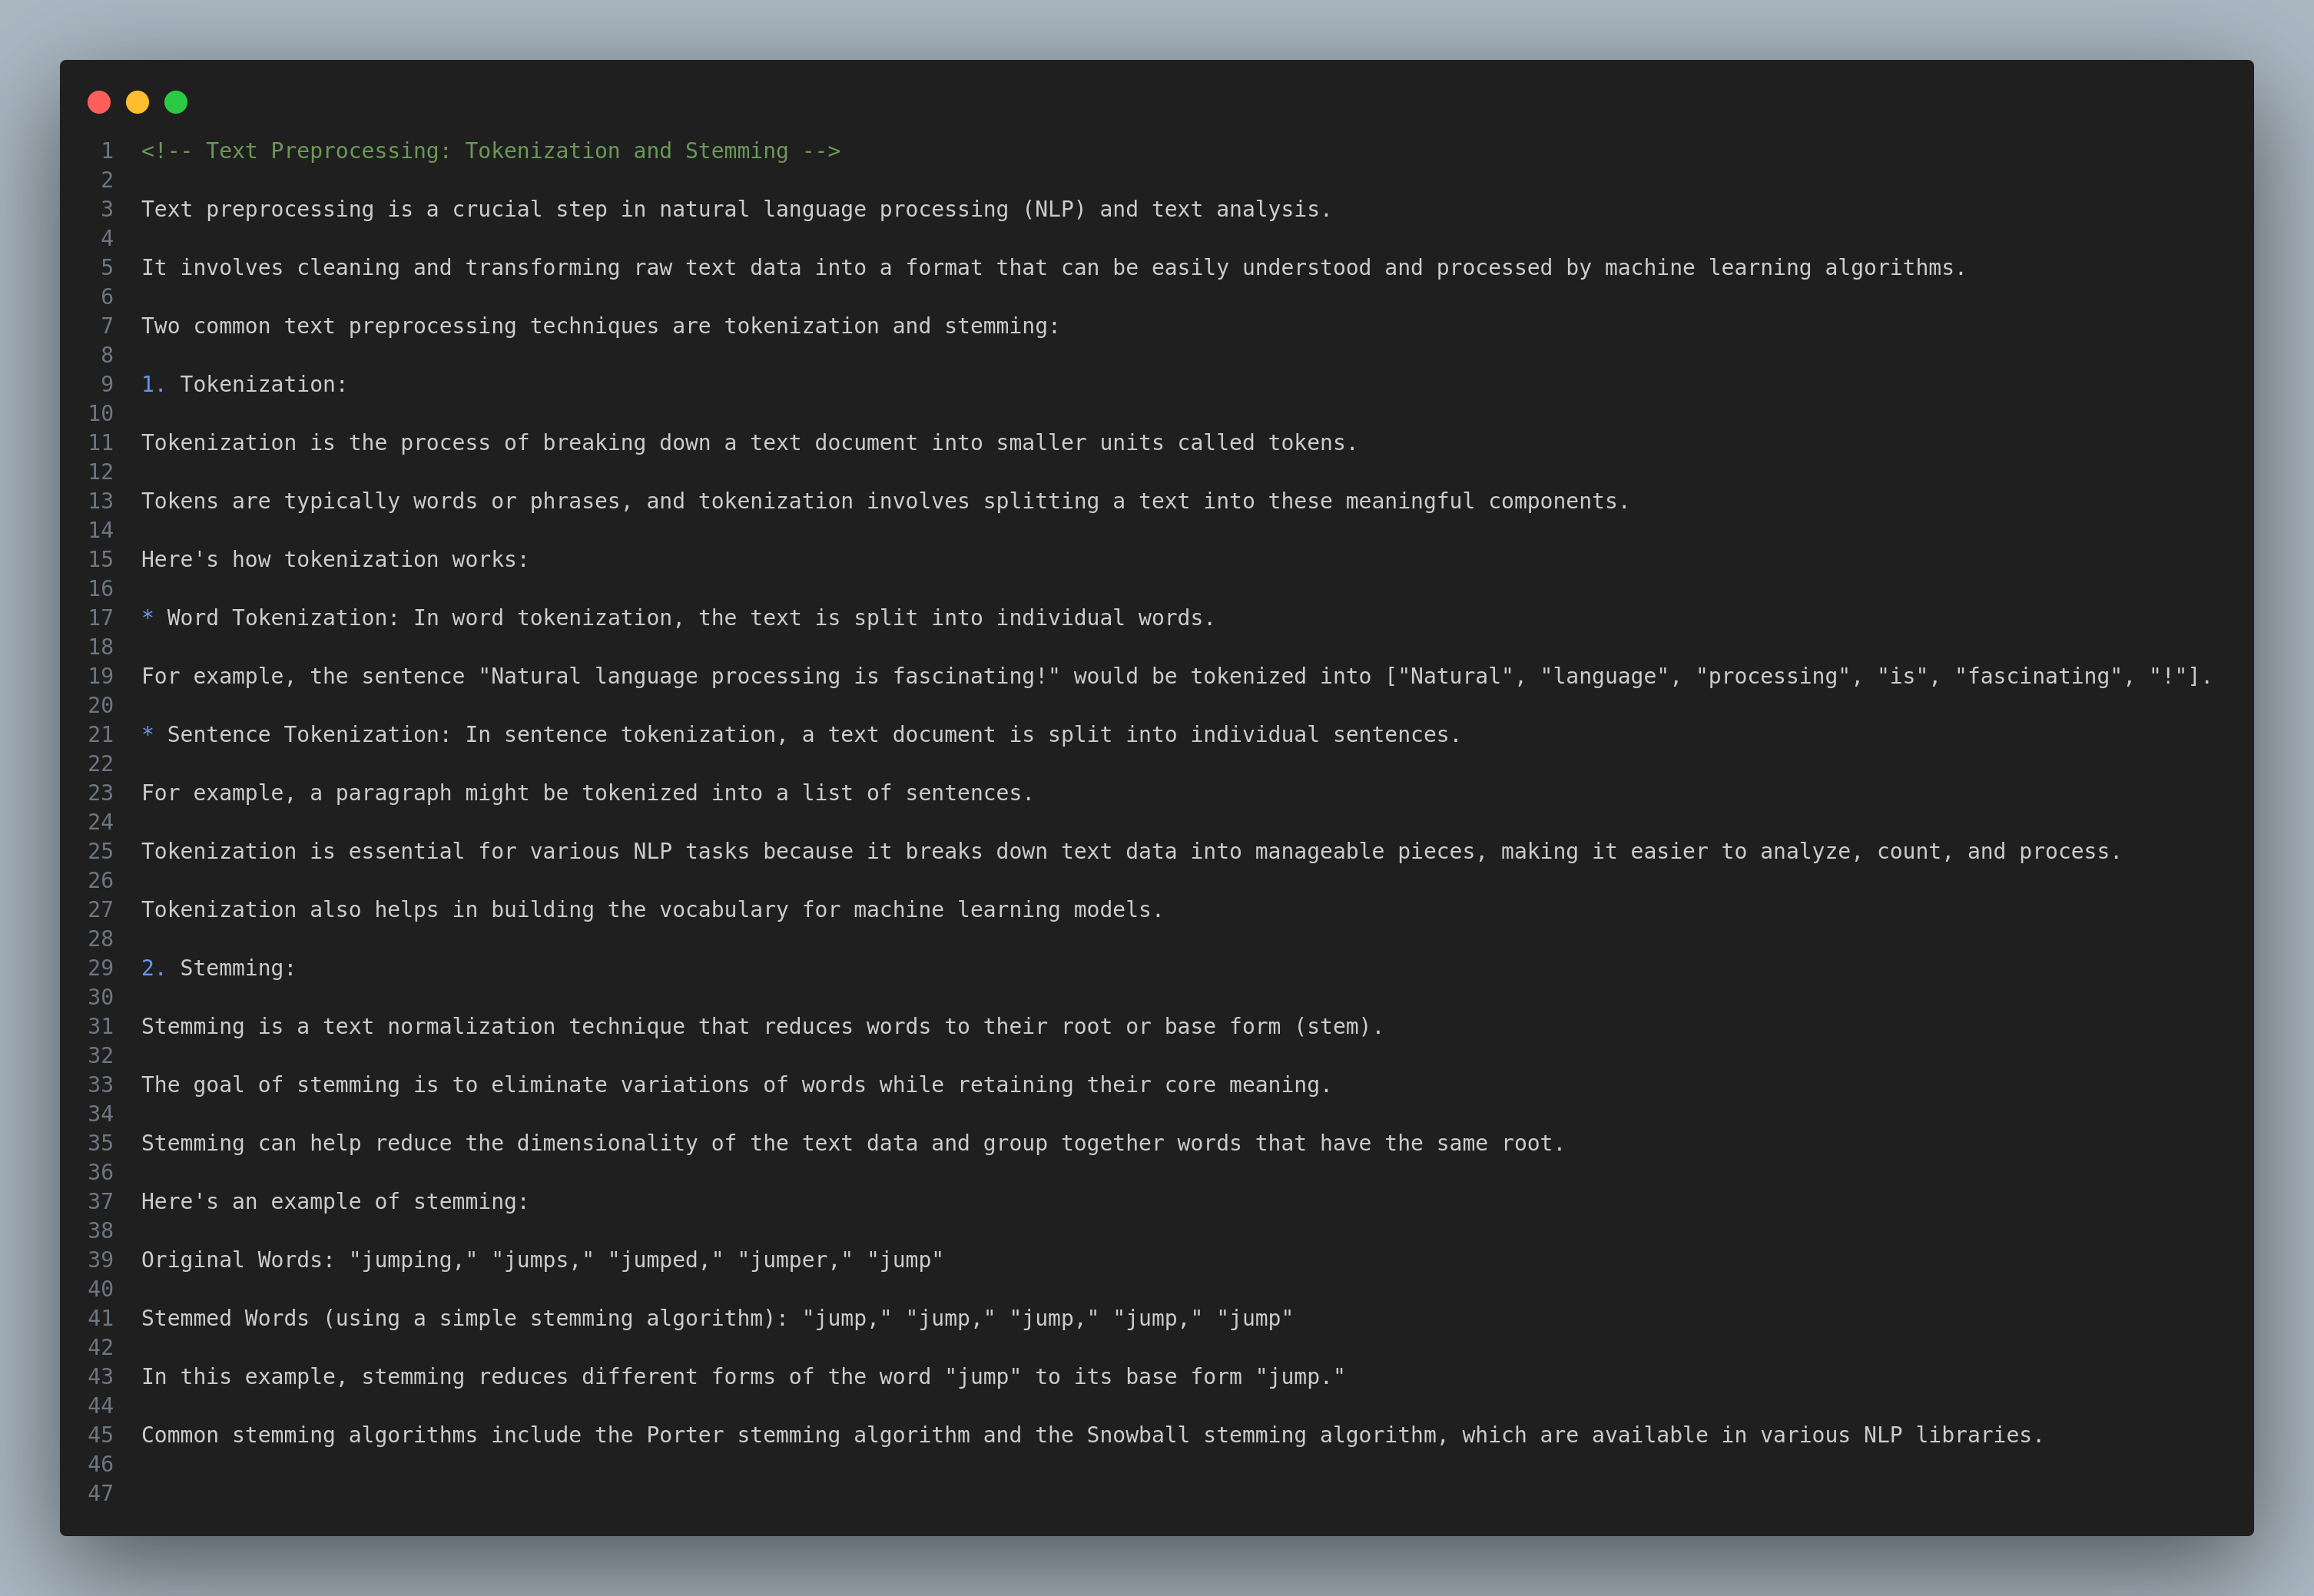 1 <!-- Text Preprocessing: Tokenization and Stemming -->
2
3 Text preprocessing is a crucial step in natural language processing (NLP) and text analysis.
4
5 It involves cleaning and transforming raw text data into a format that can be easily understood and processed by machine learning algorithms.
6
7 Two common text preprocessing techniques are tokenization and stemming:
8
9 1. Tokenization:
10
11 Tokenization is the process of breaking down a text document into smaller units called tokens.
12
13 Tokens are typically words or phrases, and tokenization involves splitting a text into these meaningful components.
14
15 Here's how tokenization works:
16
17 * Word Tokenization: In word tokenization, the text is split into individual words.
18
19 For example, the sentence "Natural language processing is fascinating!" would be tokenized into ["Natural", "language", "processing", "is", "fascinating", "!"].
20
21 * Sentence Tokenization: In sentence tokenization, a text document is split into individual sentences.
22
23 For example, a paragraph might be tokenized into a list of sentences.
24
25 Tokenization is essential for various NLP tasks because it breaks down text data into manageable pieces, making it easier to analyze, count, and process.
26
27 Tokenization also helps in building the vocabulary for machine learning models.
28
29 2. Stemming:
30
31 Stemming is a text normalization technique that reduces words to their root or base form (stem).
32
33 The goal of stemming is to eliminate variations of words while retaining their core meaning.
34
35 Stemming can help reduce the dimensionality of the text data and group together words that have the same root.
36
37 Here's an example of stemming:
38
39 Original Words: "jumping," "jumps," "jumped," "jumper," "jump"
40
41 Stemmed Words (using a simple stemming algorithm): "jump," "jump," "jump," "jump," "jump"
42
43 In this example, stemming reduces different forms of the word "jump" to its base form "jump."
44
45 Common stemming algorithms include the Porter stemming algorithm and the Snowball stemming algorithm, which are available in various NLP libraries.
46
47